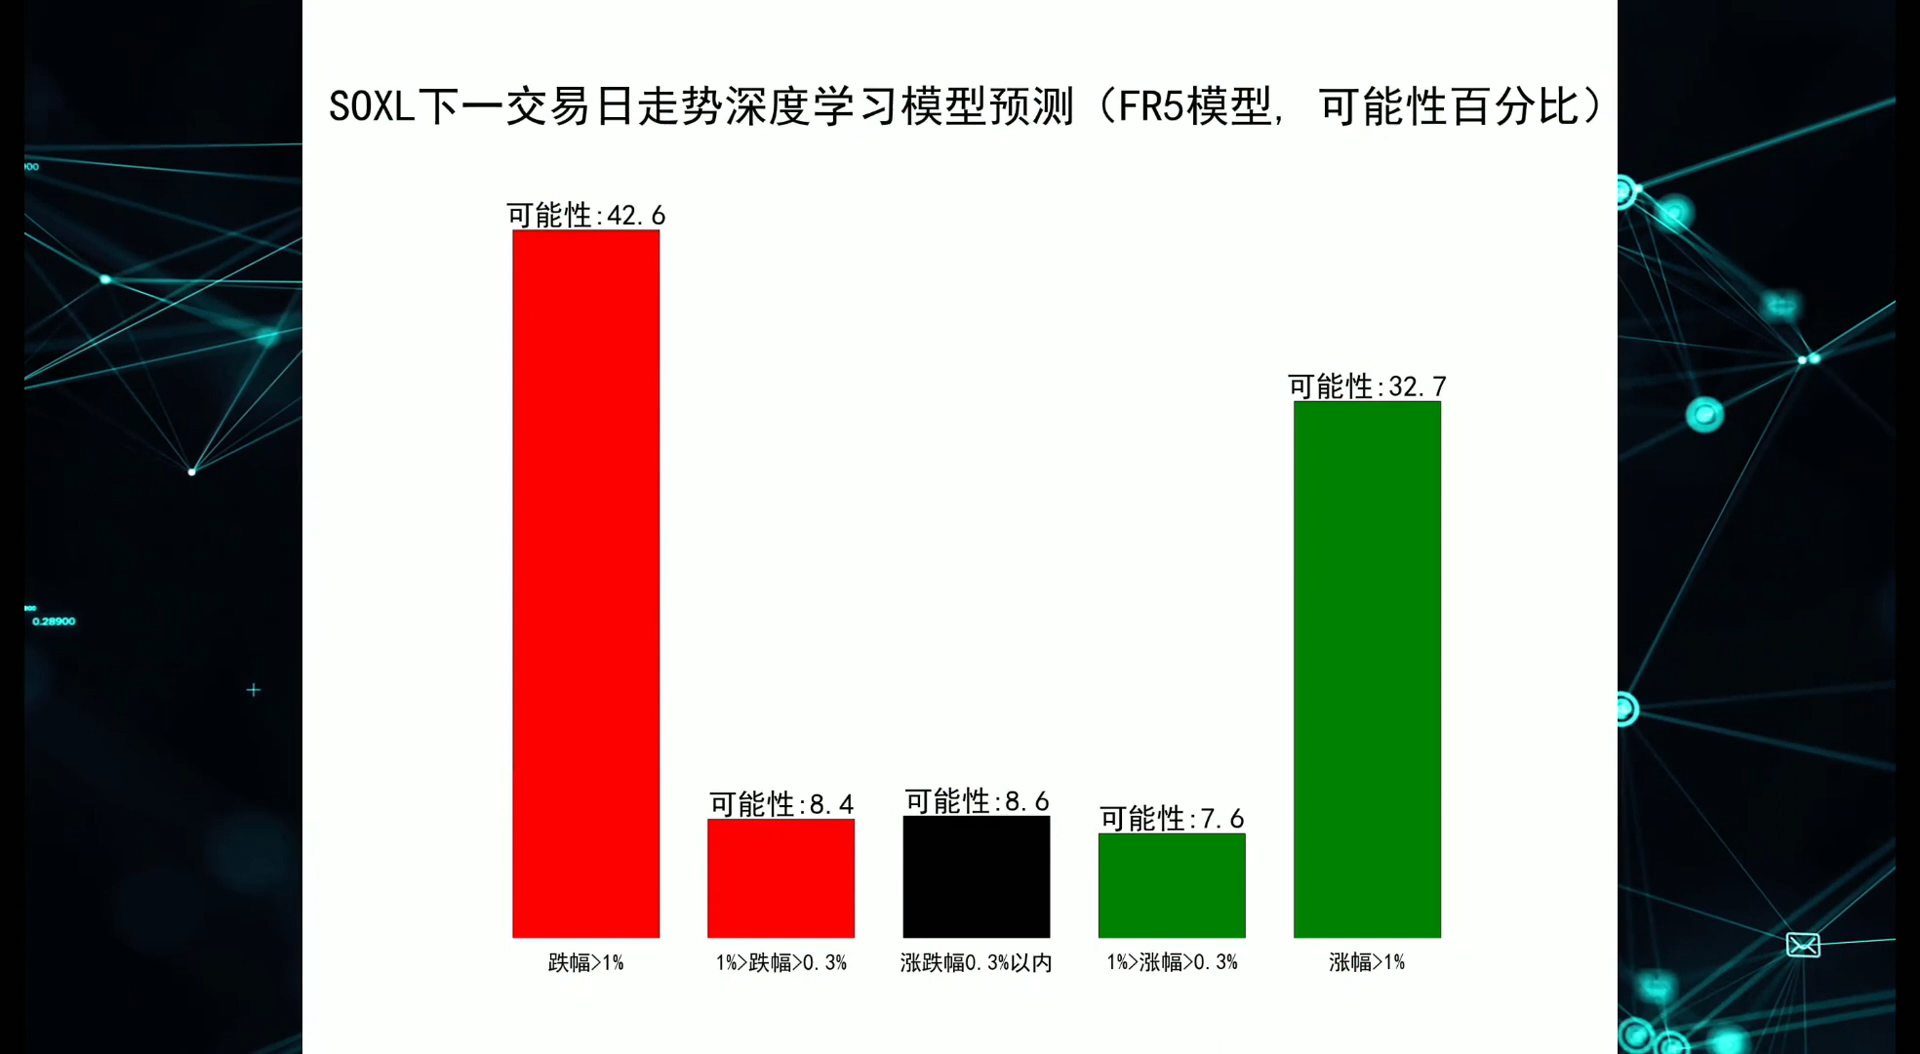 SOXL下一交易日走势深度学习模型预测（FR5模型, 可能性百分比）
可能性:42.6
可能性:32.7
可能性:8.4
可能性:8.6
可能性:7.6
跌幅>1%
1%>跌幅>0.3%
涨跌幅0.3%以内
1%>涨幅>0.3%
涨幅>1%
0.28900